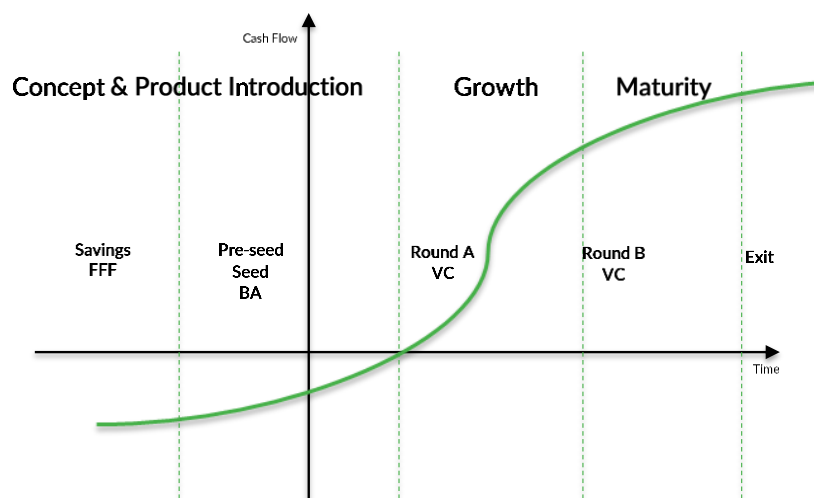 Cash Flow
Concept & Product Introduction
Growth
Maturity
Savings
FFF
Pre-seed
Seed
BA
Round A
VC
Round B
VC
Exit
Time